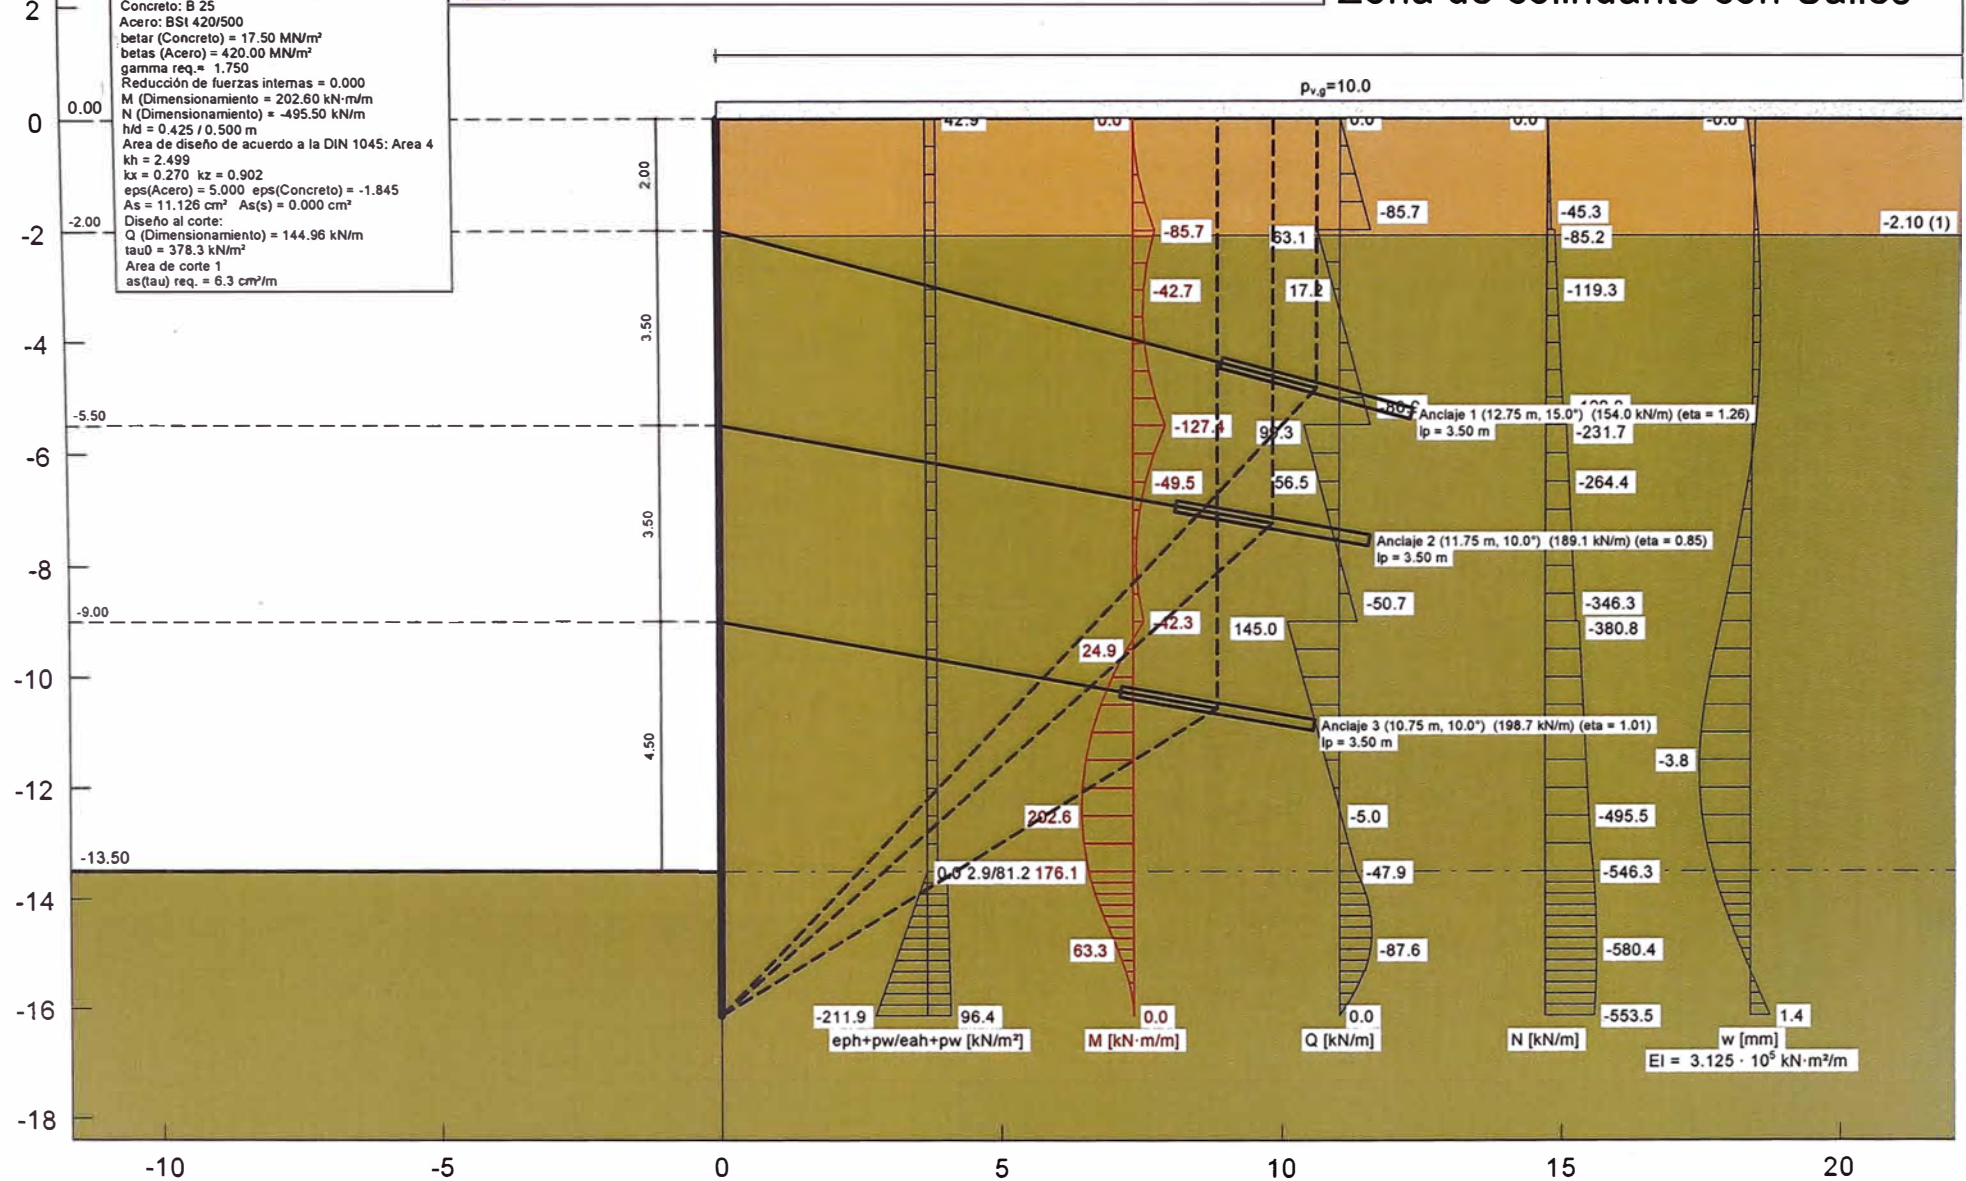 Concreto: B 25
Acero: BSt 420/500
betar (Concreto) = 17.50 MN/m²
betas (Acero) = 420.00 MN/m²
gamma req.= 1.750
Reducción de fuerzas internas = 0.000
M (Dimensionamiento = 202.60 kN·m/m
N (Dimensionamiento) = -495.50 kN/m
h/d = 0.425 / 0.500 m
Area de diseño de acuerdo a la DIN 1045: Area 4
kh = 2.499
kx = 0.270 kz = 0.902
eps(Acero) = 5.000 eps(Concreto) = -1.845
As = 11.126 cm² As(s) = 0.000 cm²
Diseño al corte:
Q (Dimensionamiento) = 144.96 kN/m
tau0 = 378.3 kN/m²
Area de corte 1
as(tau) req. = 6.3 cm²/m
pv,g=10.0
2
0
-2
-4
-6
-8
-10
-12
-14
-16
-18
0.00
-2.00
-5.50
-9.00
-13.50
2.00
3.50
3.50
4.50
42.9
0.0
0.0
0.0
-0.0
-85.7
-45.3
-2.10 (1)
-85.7
63.1
-85.2
-42.7
17.2
-119.3
Anclaje 1 (12.75 m, 15.0°) (154.0 kN/m) (eta = 1.26)
lp = 3.50 m
-127.4
-231.7
-49.5
56.5
-264.4
Anclaje 2 (11.75 m, 10.0°) (189.1 kN/m) (eta = 0.85)
lp = 3.50 m
-50.7
-346.3
-42.3
145.0
-380.8
24.9
Anclaje 3 (10.75 m, 10.0°) (198.7 kN/m) (eta = 1.01)
lp = 3.50 m
-3.8
202.6
-5.0
-495.5
0.0 2.9/81.2 176.1
-47.9
-546.3
63.3
-87.6
-580.4
-211.9
96.4
0.0
0.0
-553.5
1.4
eph+pw/eah+pw [kN/m²]
M [kN·m/m]
Q [kN/m]
N [kN/m]
w [mm]
EI = 3.125 · 10⁵ kN·m²/m
-10
-5
0
5
10
15
20